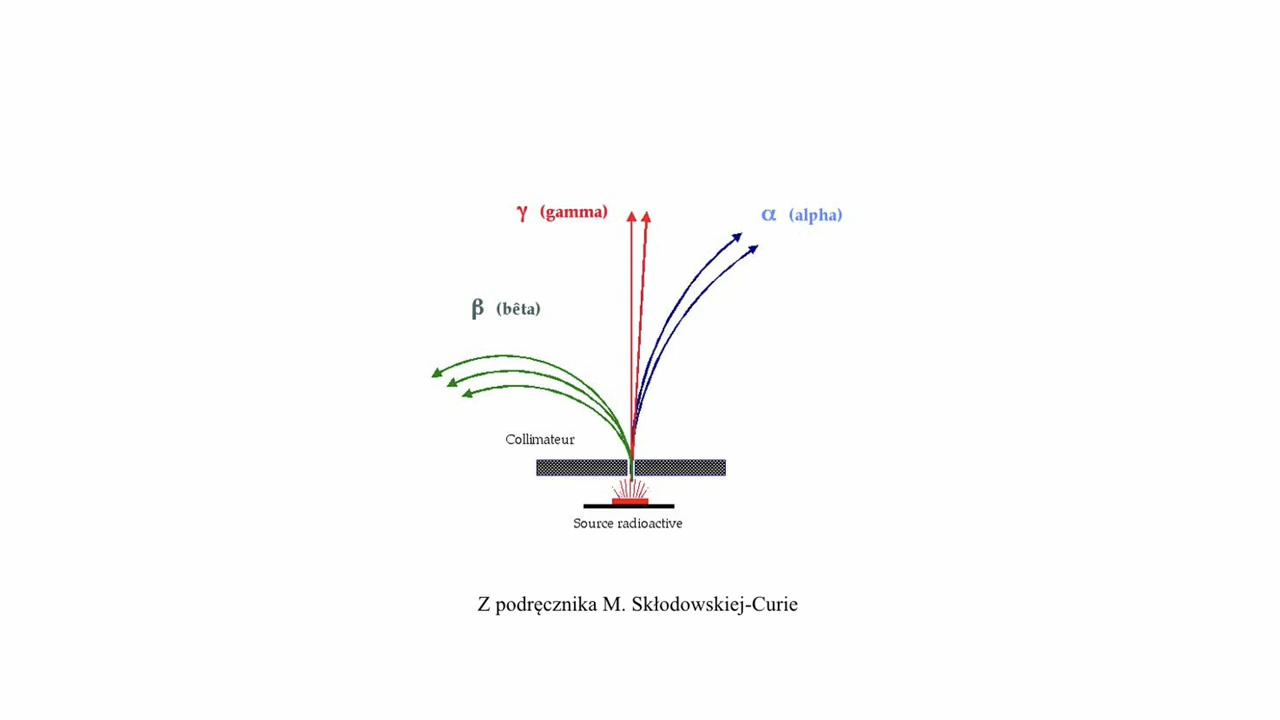 γ (gamma)
α (alpha)
β (bêta)
Collimateur
Source radioactive
Z podręcznika M. Skłodowskiej-Curie